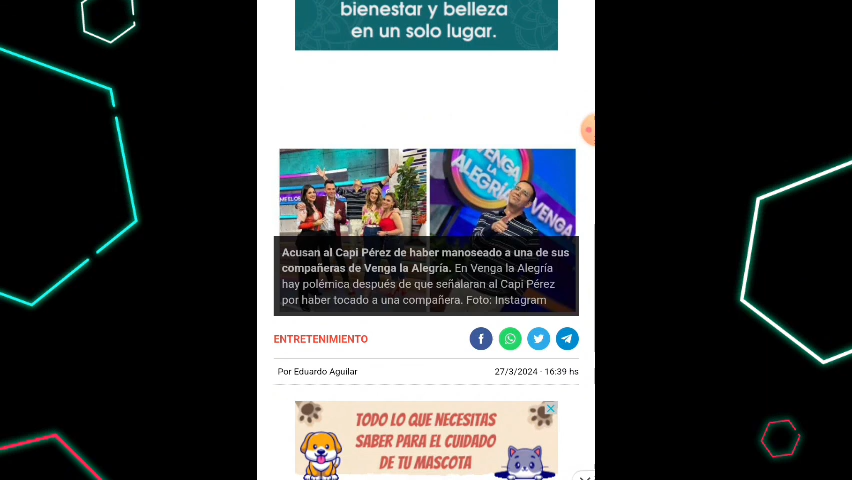 bienestar y belleza
en un solo lugar.
VENGA
LA
ALEGRÍA
VENGA
Acusan al Capi Pérez de haber manoseado a una de sus
compañeras de Venga la Alegría. En Venga la Alegría
hay polémica después de que señalaran al Capi Pérez
por haber tocado a una compañera. Foto: Instagram
ENTRETENIMIENTO
Por Eduardo Aguilar
27/3/2024 · 16:39 hs
TODO LO QUE NECESITAS
SABER PARA EL CUIDADO
DE TU MASCOTA